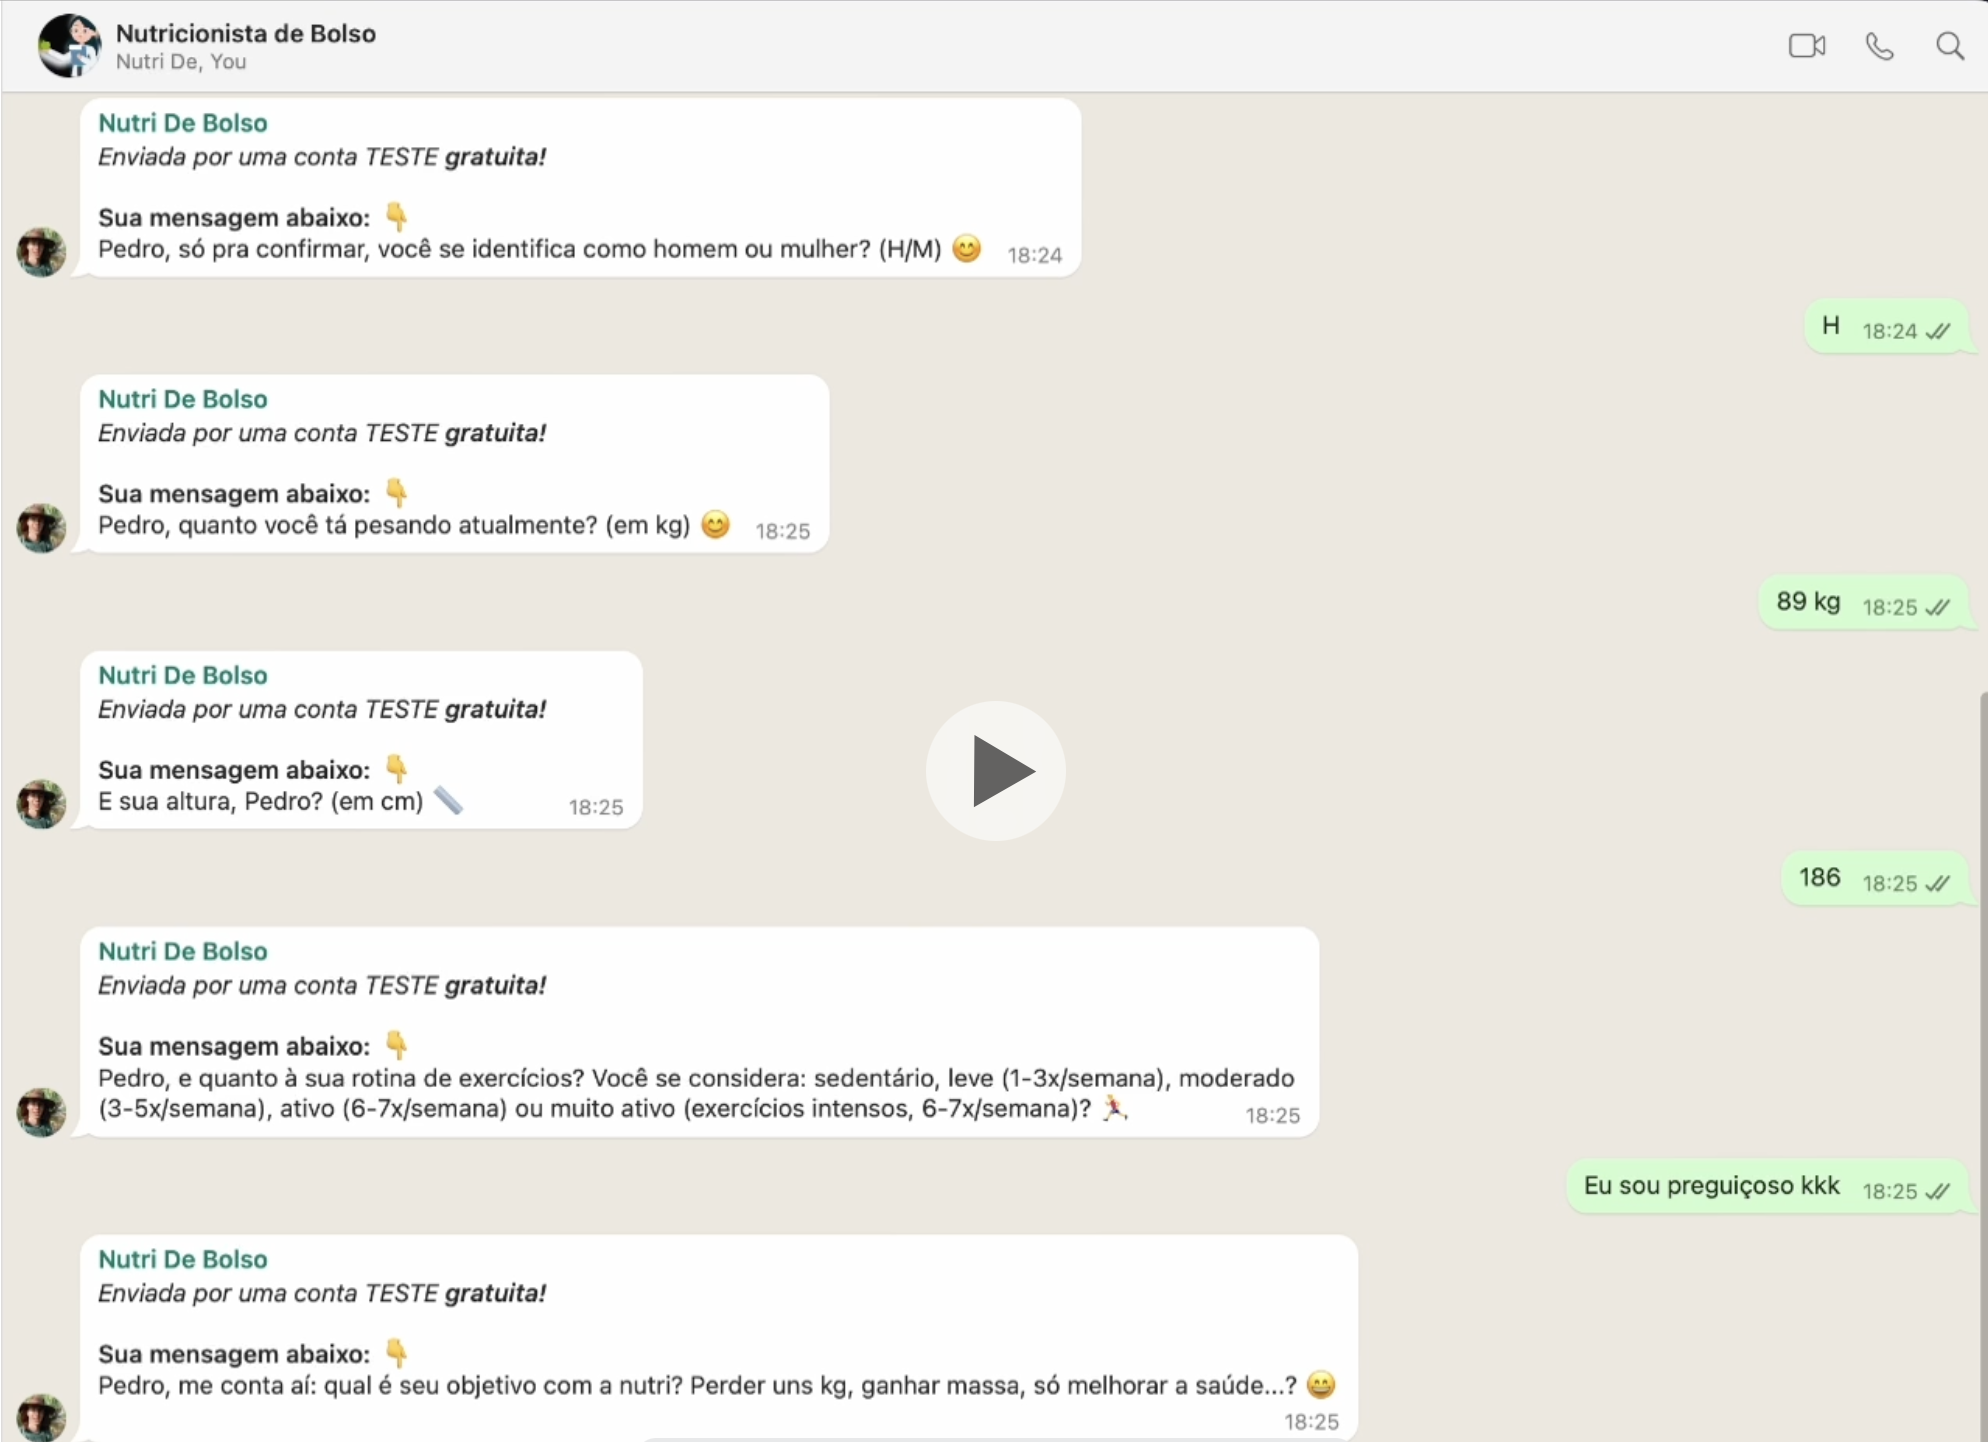 Nutricionista de Bolso
Nutri De, You
Nutri De Bolso
Enviada por uma conta TESTE gratuita!
Sua mensagem abaixo: 👇
Pedro, só pra confirmar, você se identifica como homem ou mulher? (H/M) 😊 18:24
H 18:24
Nutri De Bolso
Enviada por uma conta TESTE gratuita!
Sua mensagem abaixo: 👇
Pedro, quanto você tá pesando atualmente? (em kg) 😊 18:25
89 kg 18:25
Nutri De Bolso
Enviada por uma conta TESTE gratuita!
Sua mensagem abaixo: 👇
E sua altura, Pedro? (em cm) 📏 18:25
186 18:25
Nutri De Bolso
Enviada por uma conta TESTE gratuita!
Sua mensagem abaixo: 👇
Pedro, e quanto à sua rotina de exercícios? Você se considera: sedentário, leve (1-3x/semana), moderado
(3-5x/semana), ativo (6-7x/semana) ou muito ativo (exercícios intensos, 6-7x/semana)? 🏃 18:25
Eu sou preguiçoso kkk 18:25
Nutri De Bolso
Enviada por uma conta TESTE gratuita!
Sua mensagem abaixo: 👇
Pedro, me conta aí: qual é seu objetivo com a nutri? Perder uns kg, ganhar massa, só melhorar a saúde...? 😄
18:25